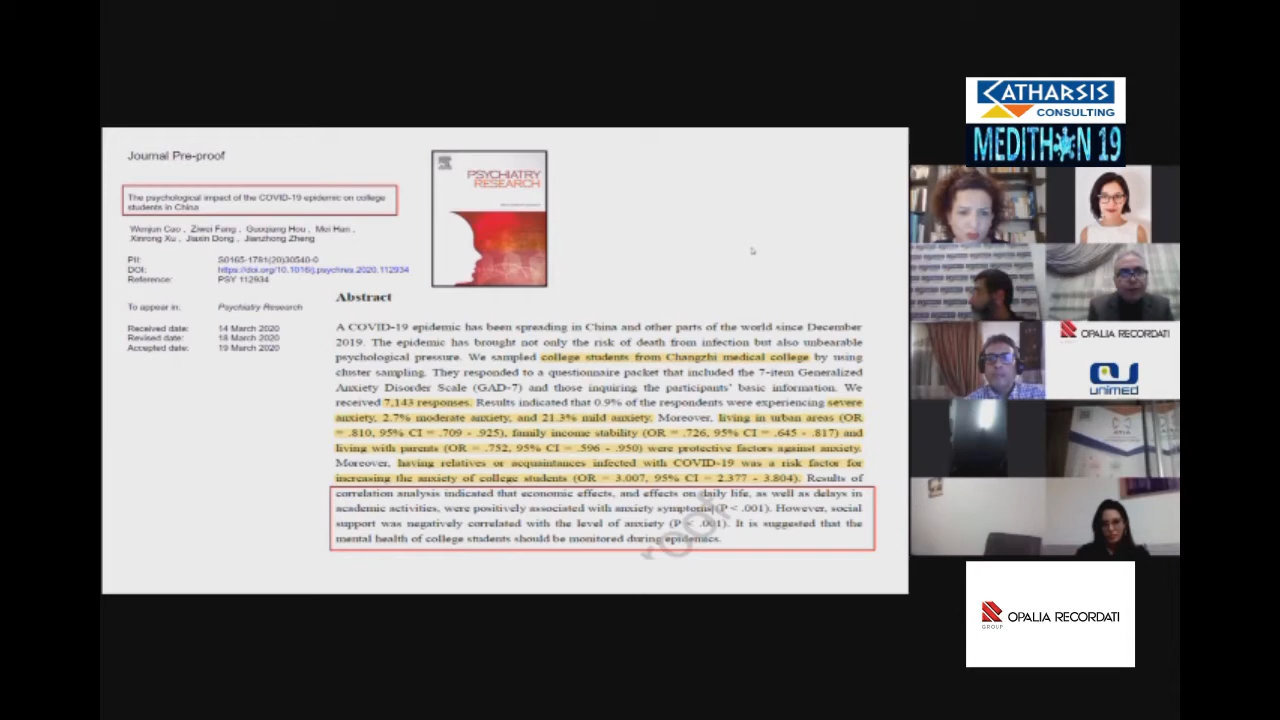 CATHARSIS
CONSULTING
MEDITHON 19
Journal Pre-proof
PSYCHIATRY
RESEARCH
The psychological impact of the COVID-19 epidemic on college
students in China
Wenjun Cao , Ziwei Fang , Guoqiang Hou , Mei Han ,
Xinrong Xu , Jiaxin Dong , Jianzhong Zheng
PII: S0165-1781(20)30540-0
DOI: https://doi.org/10.1016/j.psychres.2020.112934
Reference: PSY 112934
To appear in: Psychiatry Research
Received date: 14 March 2020
Revised date: 18 March 2020
Accepted date: 19 March 2020
Abstract
A COVID-19 epidemic has been spreading in China and other parts of the world since December
2019. The epidemic has brought not only the risk of death from infection but also unbearable
psychological pressure. We sampled college students from Changzhi medical college by using
cluster sampling. They responded to a questionnaire packet that included the 7-item Generalized
Anxiety Disorder Scale (GAD-7) and those inquiring the participants' basic information. We
received 7,143 responses. Results indicated that 0.9% of the respondents were experiencing severe
anxiety, 2.7% moderate anxiety, and 21.3% mild anxiety. Moreover, living in urban areas (OR
= .810, 95% CI = .709 - .925), family income stability (OR = .726, 95% CI = .645 - .817) and
living with parents (OR = .752, 95% CI = .596 - .950) were protective factors against anxiety.
Moreover, having relatives or acquaintances infected with COVID-19 was a risk factor for
increasing the anxiety of college students (OR = 3.007, 95% CI = 2.377 - 3.804). Results of
correlation analysis indicated that economic effects, and effects on daily life, as well as delays in
academic activities, were positively associated with anxiety symptoms (P < .001). However, social
support was negatively correlated with the level of anxiety (P < .001). It is suggested that the
mental health of college students should be monitored during epidemics.
roof
OPALIA RECORDATI
unimed
OPALIA RECORDATI
GROUP